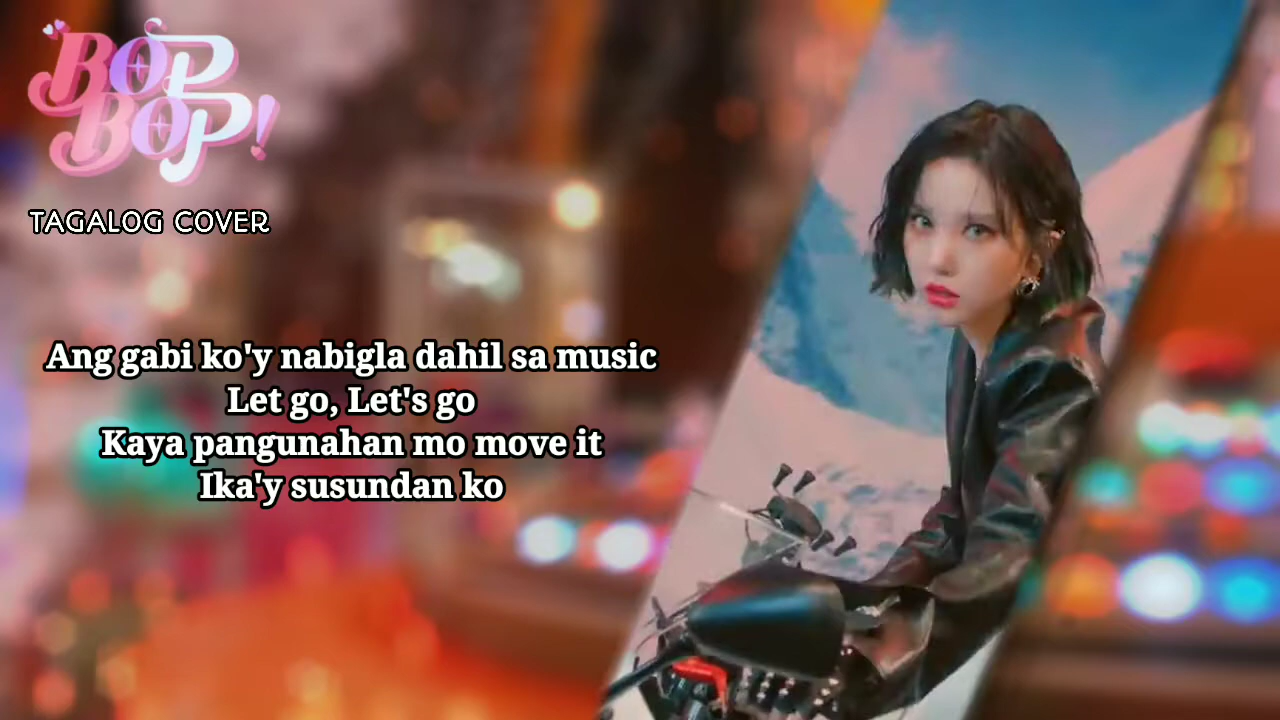 BOP
BOP!
TAGALOG COVER
Ang gabi ko'y nabigla dahil sa music
Let go, Let's go
Kaya pangunahan mo move it
Ika'y susundan ko